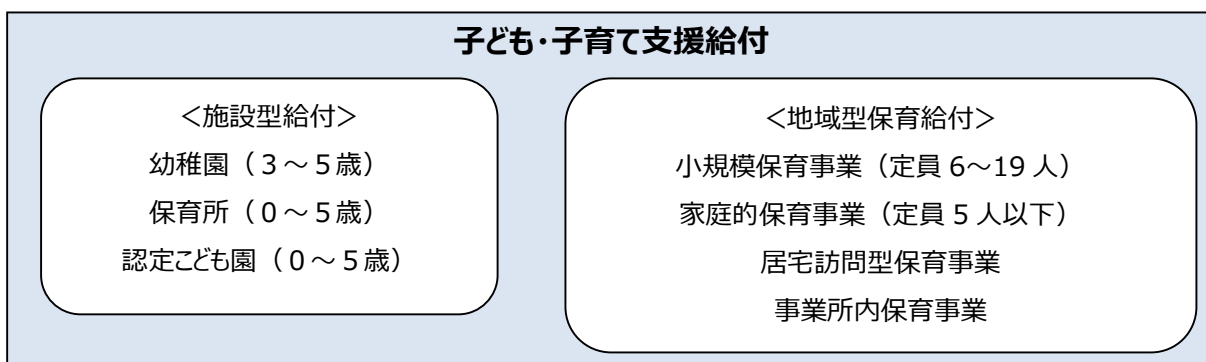 子ども・子育て支援給付
＜施設型給付＞
幼稚園（３～５歳）
保育所（０～５歳）
認定こども園（０～５歳）
＜地域型保育給付＞
小規模保育事業（定員 6～19 人）
家庭的保育事業（定員 5 人以下）
居宅訪問型保育事業
事業所内保育事業